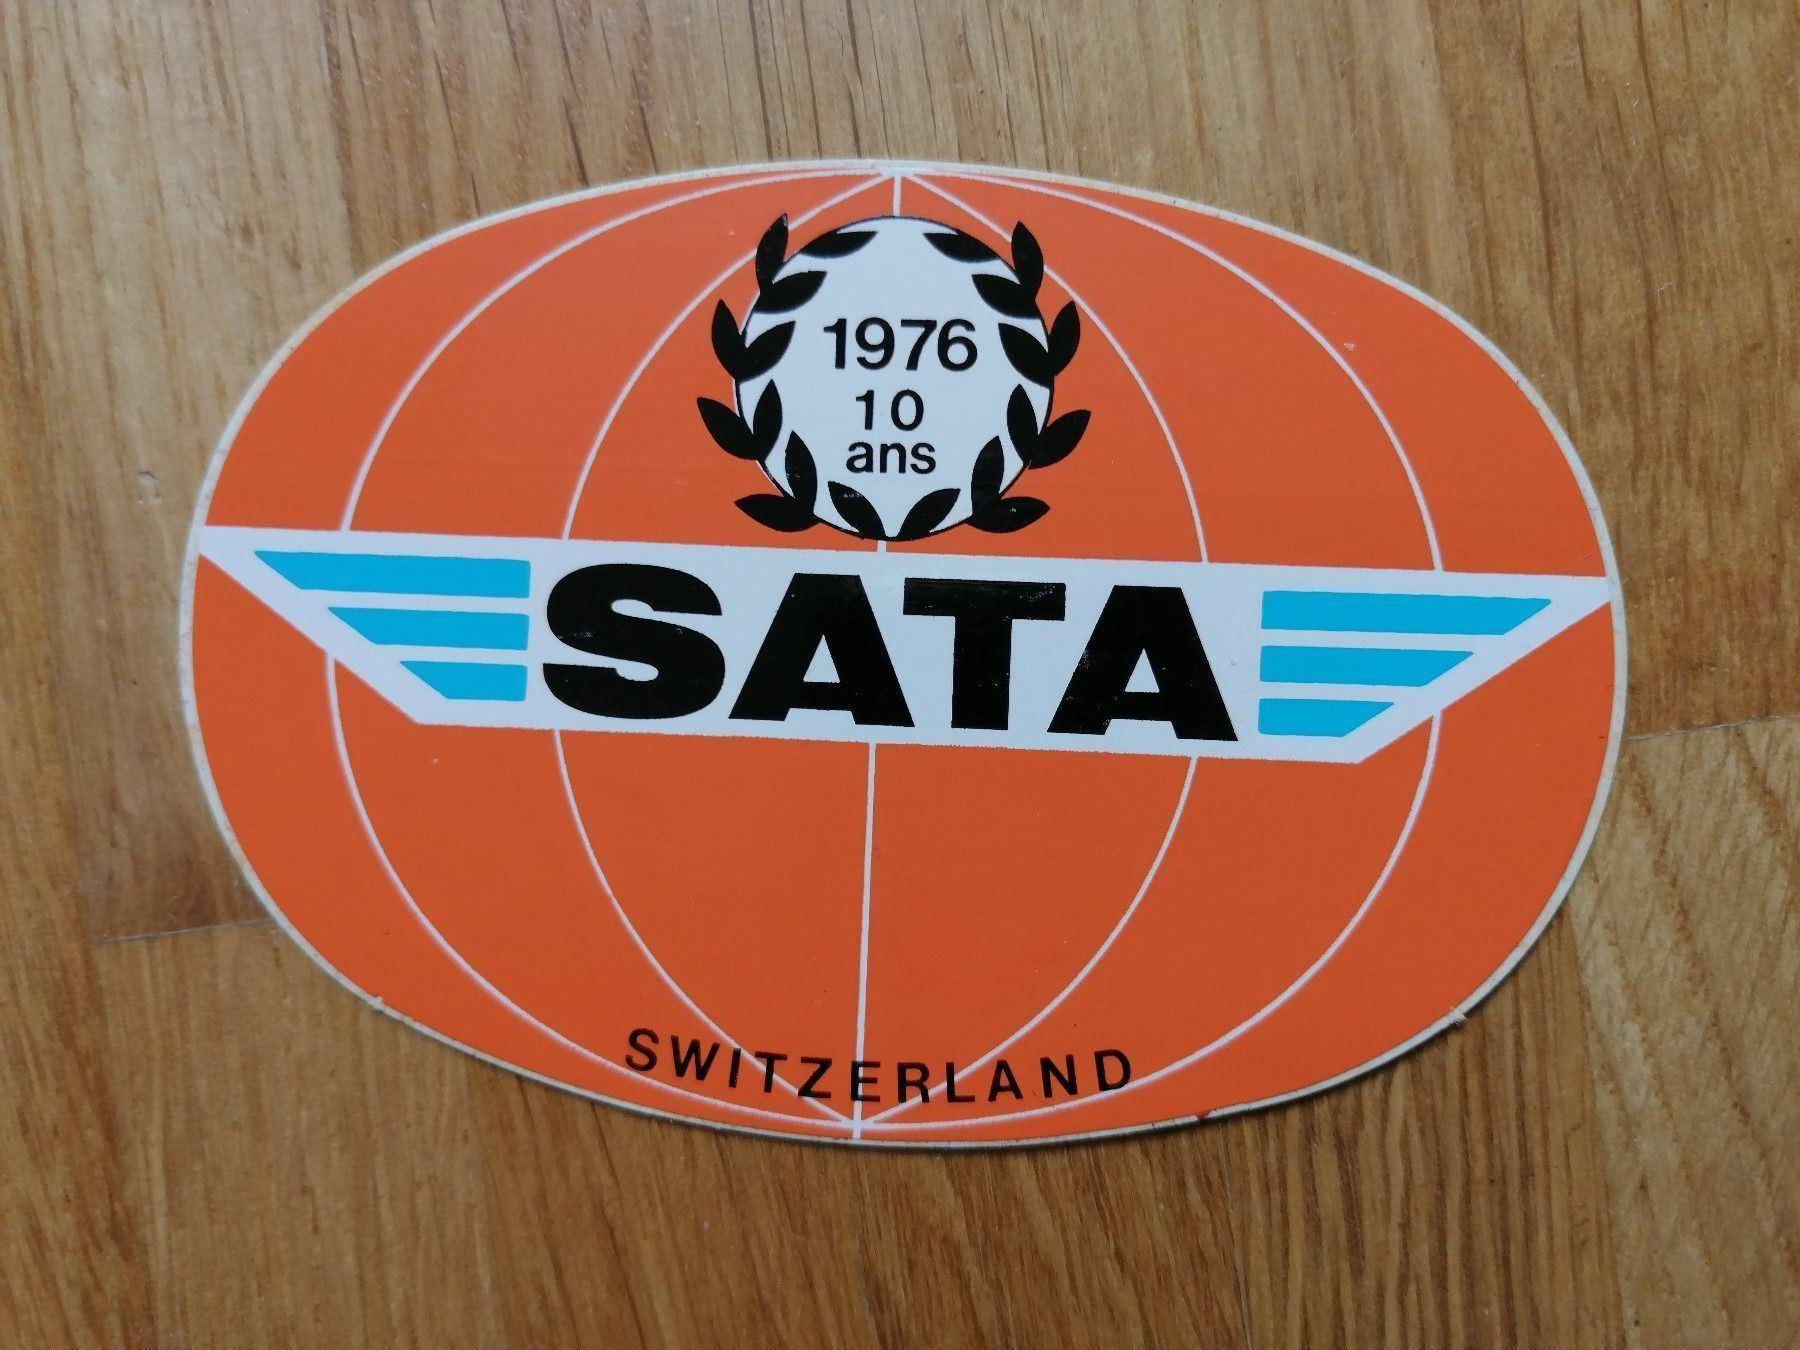 1976
10
ans
SATA
SWITZERLAND